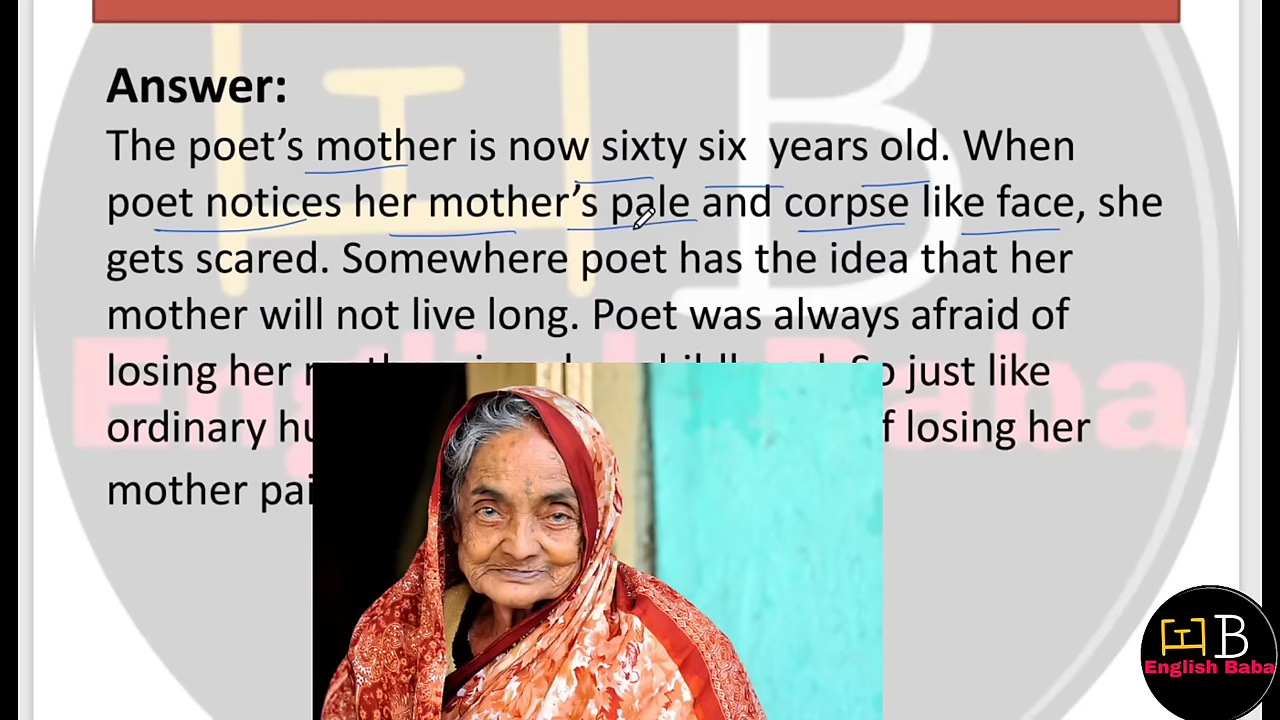 Answer:
The poet’s mother is now sixty six  years old. When
poet notices her mother’s pale and corpse like face, she
gets scared. Somewhere poet has the idea that her
mother will not live long. Poet was always afraid of
losing her just like
ordinary losing her
mother
B
English Baba